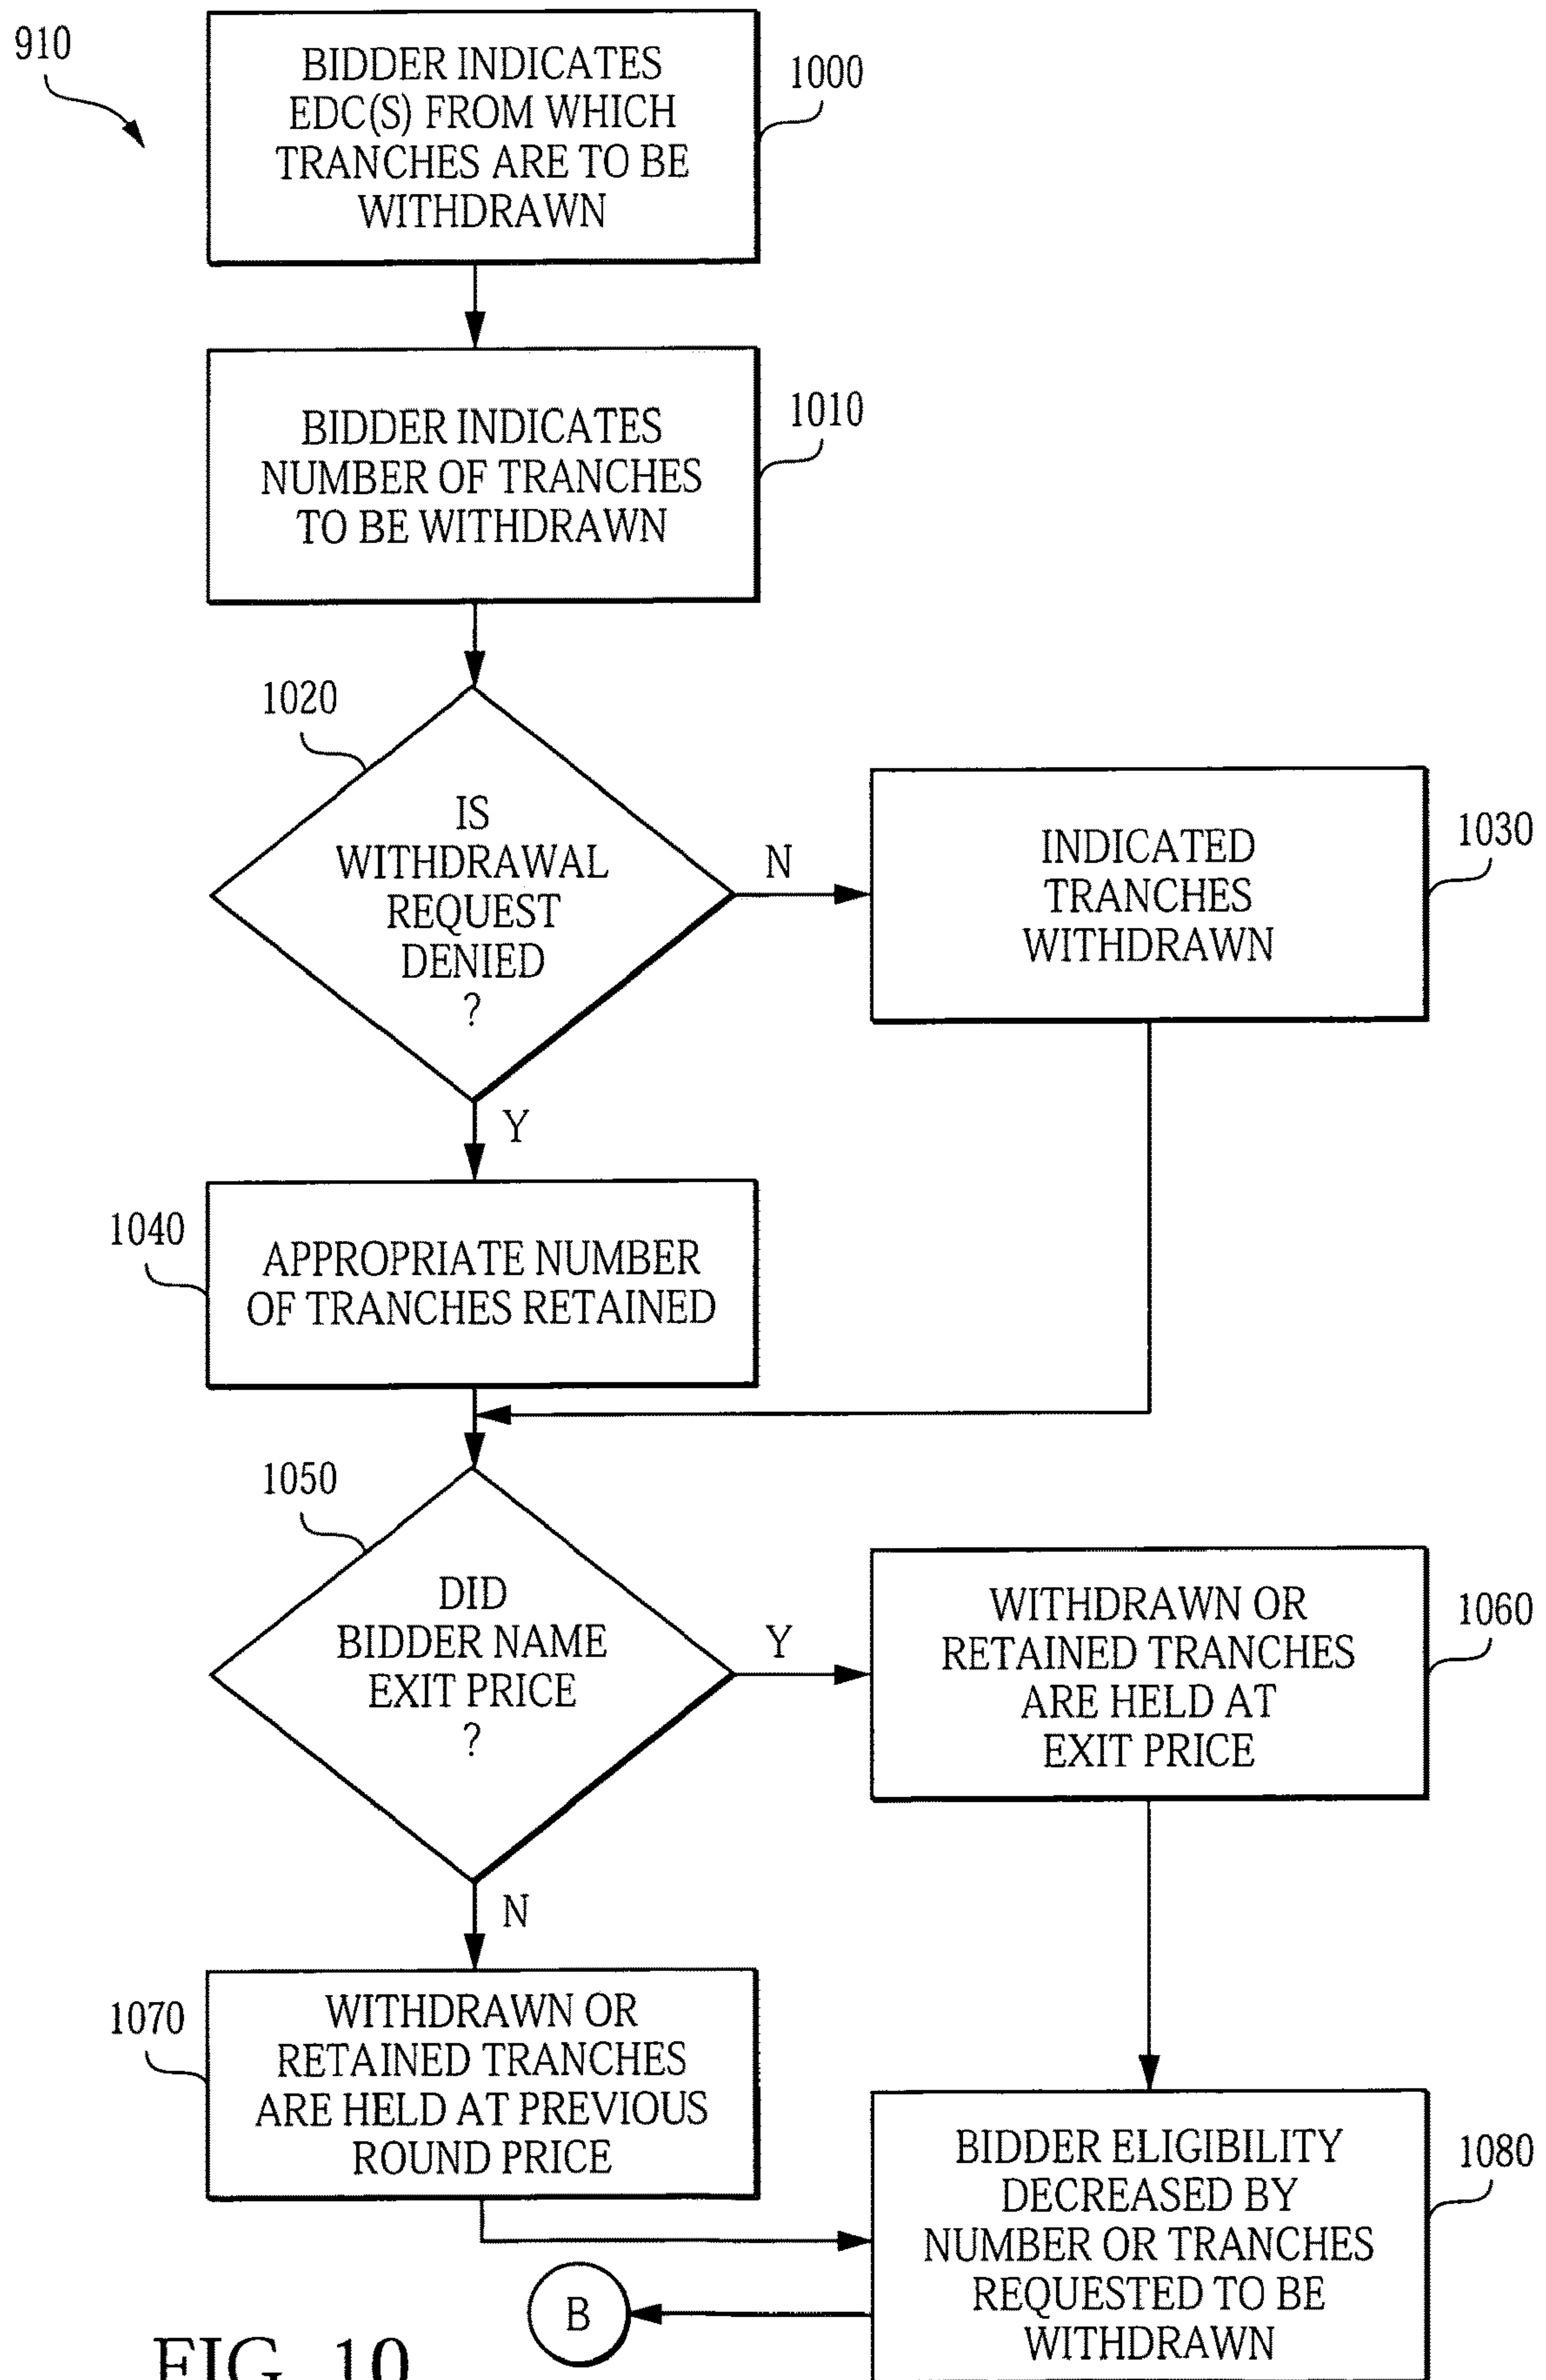 910
BIDDER INDICATES
EDC(S) FROM WHICH
TRANCHES ARE TO BE
WITHDRAWN
1000
BIDDER INDICATES
NUMBER OF TRANCHES
TO BE WITHDRAWN
1010
1020
IS
WITHDRAWAL
REQUEST
DENIED
?
N
Y
INDICATED
TRANCHES
WITHDRAWN
1030
1040
APPROPRIATE NUMBER
OF TRANCHES RETAINED
1050
DID
BIDDER NAME
EXIT PRICE
?
Y
N
WITHDRAWN OR
RETAINED TRANCHES
ARE HELD AT
EXIT PRICE
1060
1070
WITHDRAWN OR
RETAINED TRANCHES
ARE HELD AT PREVIOUS
ROUND PRICE
BIDDER ELIGIBILITY
DECREASED BY
NUMBER OR TRANCHES
REQUESTED TO BE
WITHDRAWN
1080
B
FIG. 10